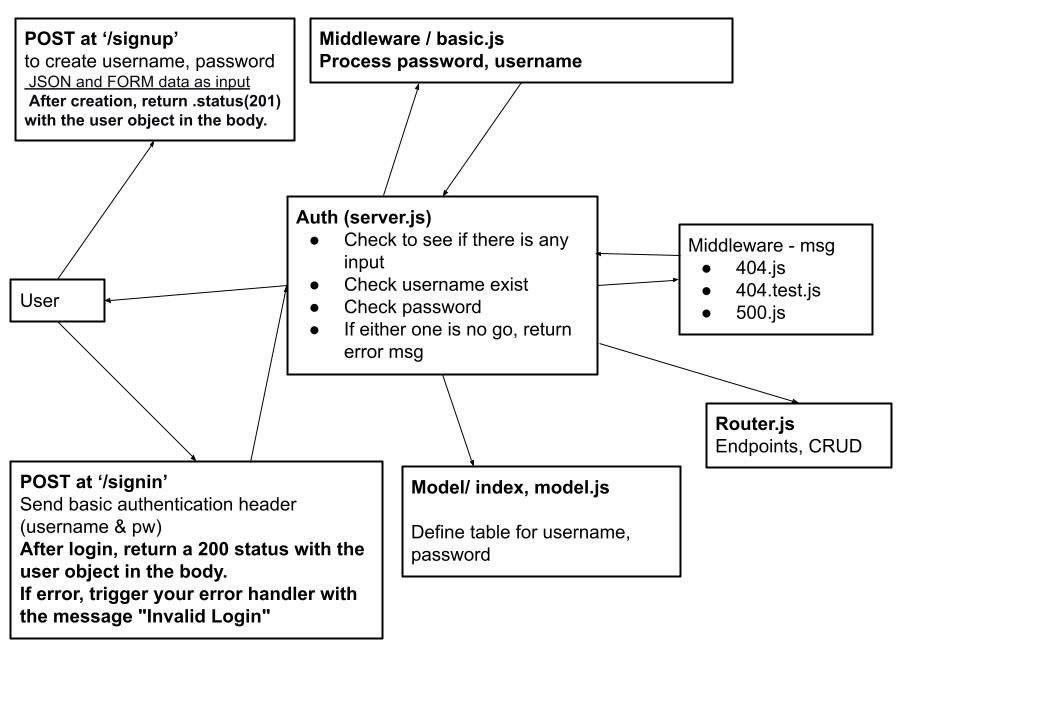 POST at ‘/signup’
to create username, password
JSON and FORM data as input
After creation, return .status(201)
with the user object in the body.
Middleware / basic.js
Process password, username
Auth (server.js)
● Check to see if there is any
input
● Check username exist
● Check password
● If either one is no go, return
error msg
Middleware - msg
● 404.js
● 404.test.js
● 500.js
User
Router.js
Endpoints, CRUD
POST at ‘/signin’
Send basic authentication header
(username & pw)
After login, return a 200 status with the
user object in the body.
If error, trigger your error handler with
the message "Invalid Login"
Model/ index, model.js
Define table for username,
password